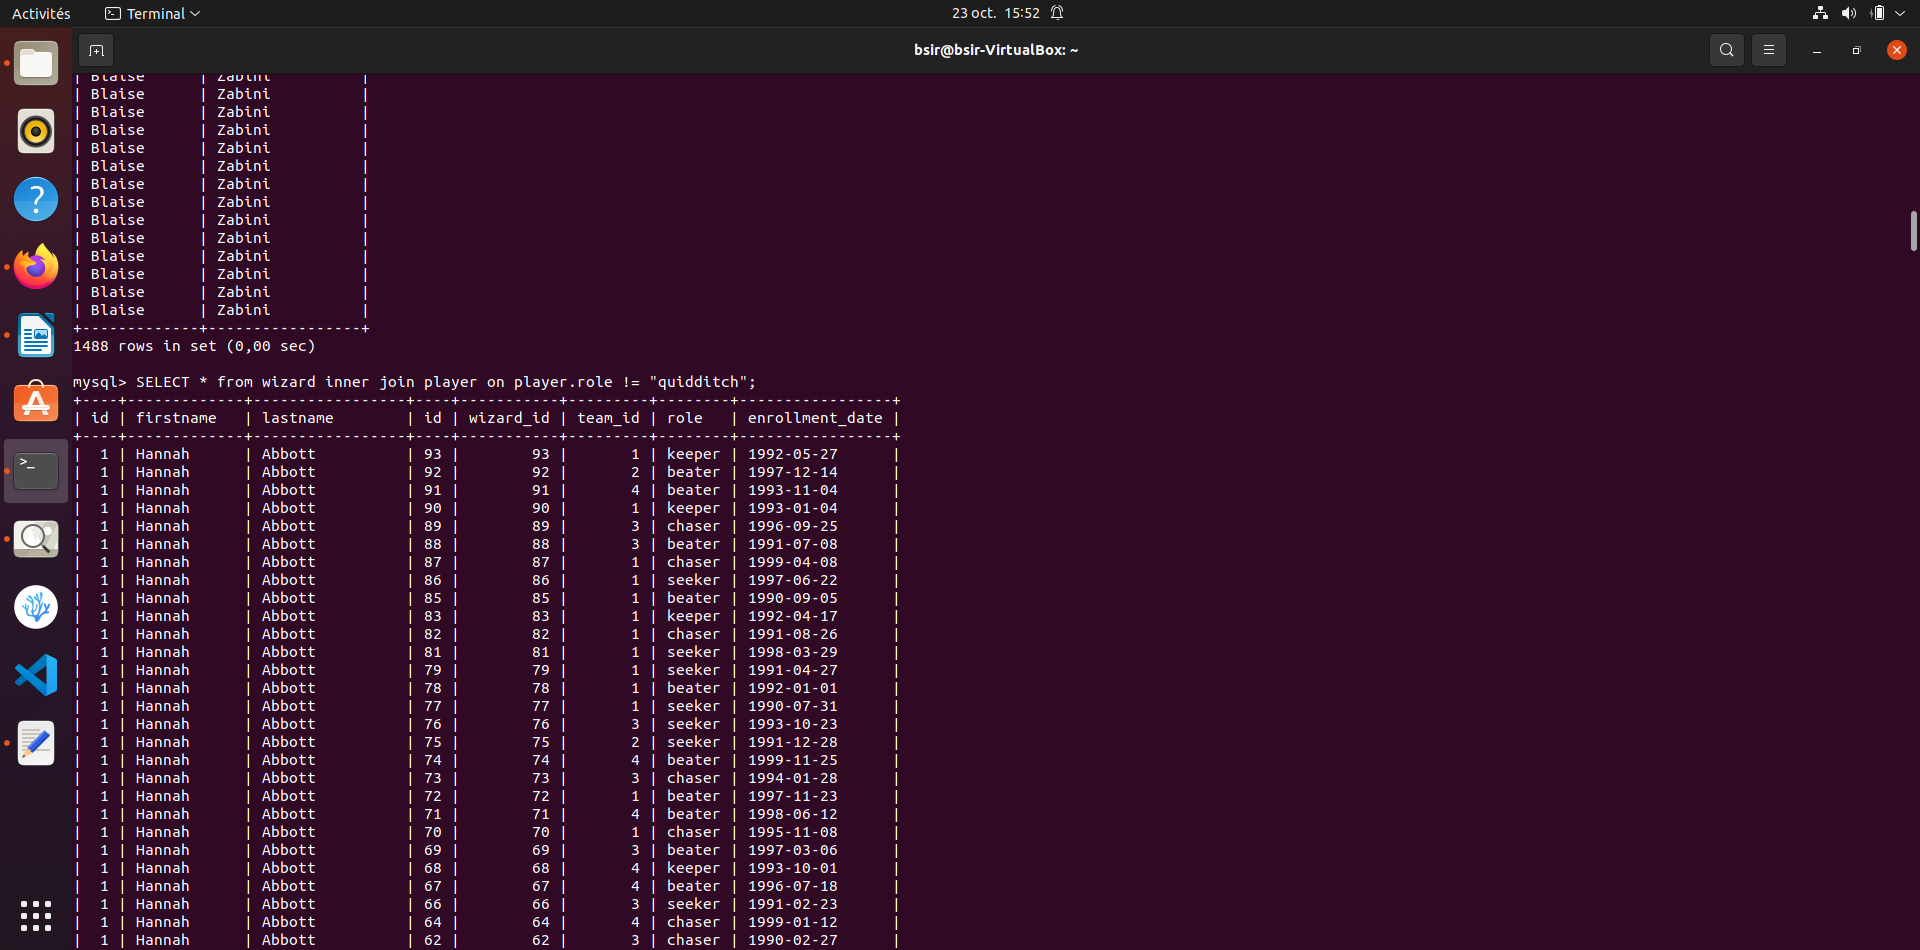 Activités
Terminal
23 oct. 15:52
bsir@bsir-VirtualBox: ~
| Blaise      | Zabini          |
| Blaise      | Zabini          |
| Blaise      | Zabini          |
| Blaise      | Zabini          |
| Blaise      | Zabini          |
| Blaise      | Zabini          |
| Blaise      | Zabini          |
| Blaise      | Zabini          |
| Blaise      | Zabini          |
| Blaise      | Zabini          |
| Blaise      | Zabini          |
| Blaise      | Zabini          |
| Blaise      | Zabini          |
| Blaise      | Zabini          |
+-------------+-----------------+
1488 rows in set (0,00 sec)
mysql> SELECT * from wizard inner join player on player.role != "quidditch";
+----+-------------+-----------------+----+-----------+---------+--------+-----------------+
| id | firstname   | lastname        | id | wizard_id | team_id | role   | enrollment_date |
+----+-------------+-----------------+----+-----------+---------+--------+-----------------+
|  1 | Hannah      | Abbott          | 93 |        93 |       1 | keeper | 1992-05-27      |
|  1 | Hannah      | Abbott          | 92 |        92 |       2 | beater | 1997-12-14      |
|  1 | Hannah      | Abbott          | 91 |        91 |       4 | beater | 1993-11-04      |
|  1 | Hannah      | Abbott          | 90 |        90 |       1 | keeper | 1993-01-04      |
|  1 | Hannah      | Abbott          | 89 |        89 |       3 | chaser | 1996-09-25      |
|  1 | Hannah      | Abbott          | 88 |        88 |       3 | beater | 1991-07-08      |
|  1 | Hannah      | Abbott          | 87 |        87 |       1 | chaser | 1999-04-08      |
|  1 | Hannah      | Abbott          | 86 |        86 |       1 | seeker | 1997-06-22      |
|  1 | Hannah      | Abbott          | 85 |        85 |       1 | beater | 1990-09-05      |
|  1 | Hannah      | Abbott          | 83 |        83 |       1 | keeper | 1992-04-17      |
|  1 | Hannah      | Abbott          | 82 |        82 |       1 | chaser | 1991-08-26      |
|  1 | Hannah      | Abbott          | 81 |        81 |       1 | seeker | 1998-03-29      |
|  1 | Hannah      | Abbott          | 79 |        79 |       1 | seeker | 1991-04-27      |
|  1 | Hannah      | Abbott          | 78 |        78 |       1 | beater | 1992-01-01      |
|  1 | Hannah      | Abbott          | 77 |        77 |       1 | seeker | 1990-07-31      |
|  1 | Hannah      | Abbott          | 76 |        76 |       3 | seeker | 1993-10-23      |
|  1 | Hannah      | Abbott          | 75 |        75 |       2 | seeker | 1991-12-28      |
|  1 | Hannah      | Abbott          | 74 |        74 |       4 | beater | 1999-11-25      |
|  1 | Hannah      | Abbott          | 73 |        73 |       3 | chaser | 1994-01-28      |
|  1 | Hannah      | Abbott          | 72 |        72 |       1 | beater | 1997-11-23      |
|  1 | Hannah      | Abbott          | 71 |        71 |       4 | beater | 1998-06-12      |
|  1 | Hannah      | Abbott          | 70 |        70 |       1 | chaser | 1995-11-08      |
|  1 | Hannah      | Abbott          | 69 |        69 |       3 | beater | 1997-03-06      |
|  1 | Hannah      | Abbott          | 68 |        68 |       4 | keeper | 1993-10-01      |
|  1 | Hannah      | Abbott          | 67 |        67 |       4 | beater | 1996-07-18      |
|  1 | Hannah      | Abbott          | 66 |        66 |       3 | seeker | 1991-02-23      |
|  1 | Hannah      | Abbott          | 64 |        64 |       4 | chaser | 1999-01-12      |
|  1 | Hannah      | Abbott          | 62 |        62 |       3 | chaser | 1990-02-27      |